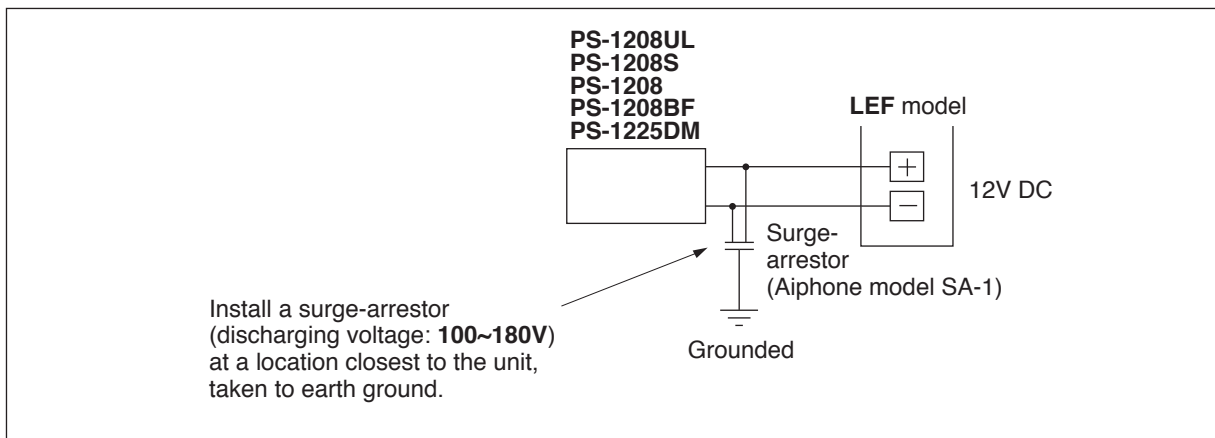 PS-1208UL
PS-1208S
PS-1208
PS-1208BF
PS-1225DM
LEF model
+
−
12V DC
Surge-
arrestor
(Aiphone model SA-1)
Grounded
Install a surge-arrestor
(discharging voltage: 100~180V)
at a location closest to the unit,
taken to earth ground.